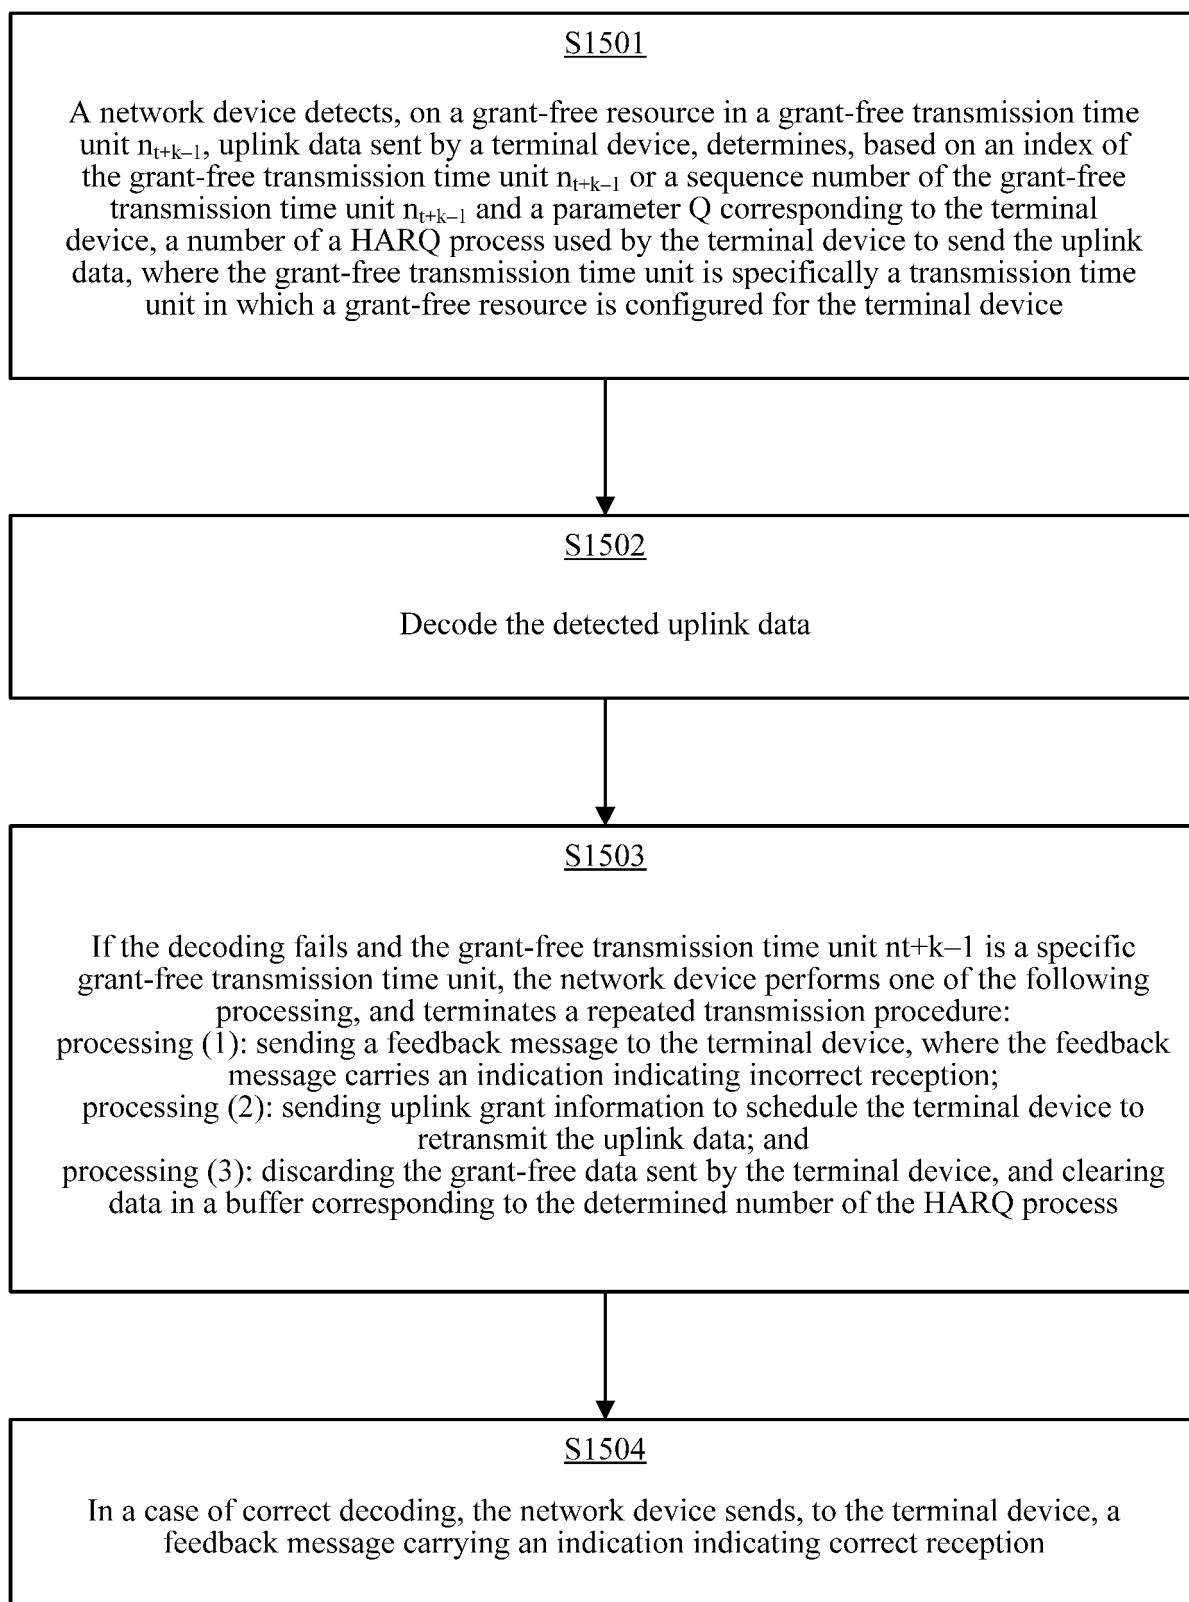 S1501
A network device detects, on a grant-free resource in a grant-free transmission time
unit nt+k–1, uplink data sent by a terminal device, determines, based on an index of
the grant-free transmission time unit nt+k–1 or a sequence number of the grant-free
transmission time unit nt+k–1 and a parameter Q corresponding to the terminal
device, a number of a HARQ process used by the terminal device to send the uplink
data, where the grant-free transmission time unit is specifically a transmission time
unit in which a grant-free resource is configured for the terminal device
S1502
Decode the detected uplink data
S1503
If the decoding fails and the grant-free transmission time unit nt+k–1 is a specific
grant-free transmission time unit, the network device performs one of the following
processing, and terminates a repeated transmission procedure:
processing (1): sending a feedback message to the terminal device, where the feedback
message carries an indication indicating incorrect reception;
processing (2): sending uplink grant information to schedule the terminal device to
retransmit the uplink data; and
processing (3): discarding the grant-free data sent by the terminal device, and clearing
data in a buffer corresponding to the determined number of the HARQ process
S1504
In a case of correct decoding, the network device sends, to the terminal device, a
feedback message carrying an indication indicating correct reception